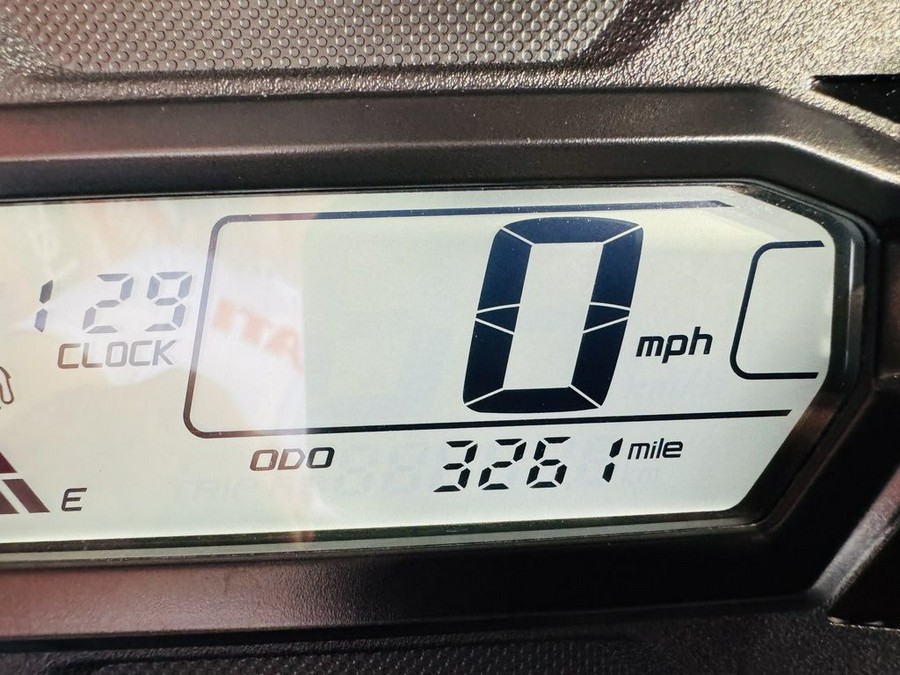 0 mph
1 29
CLOCK
ODO 3261 mile
E